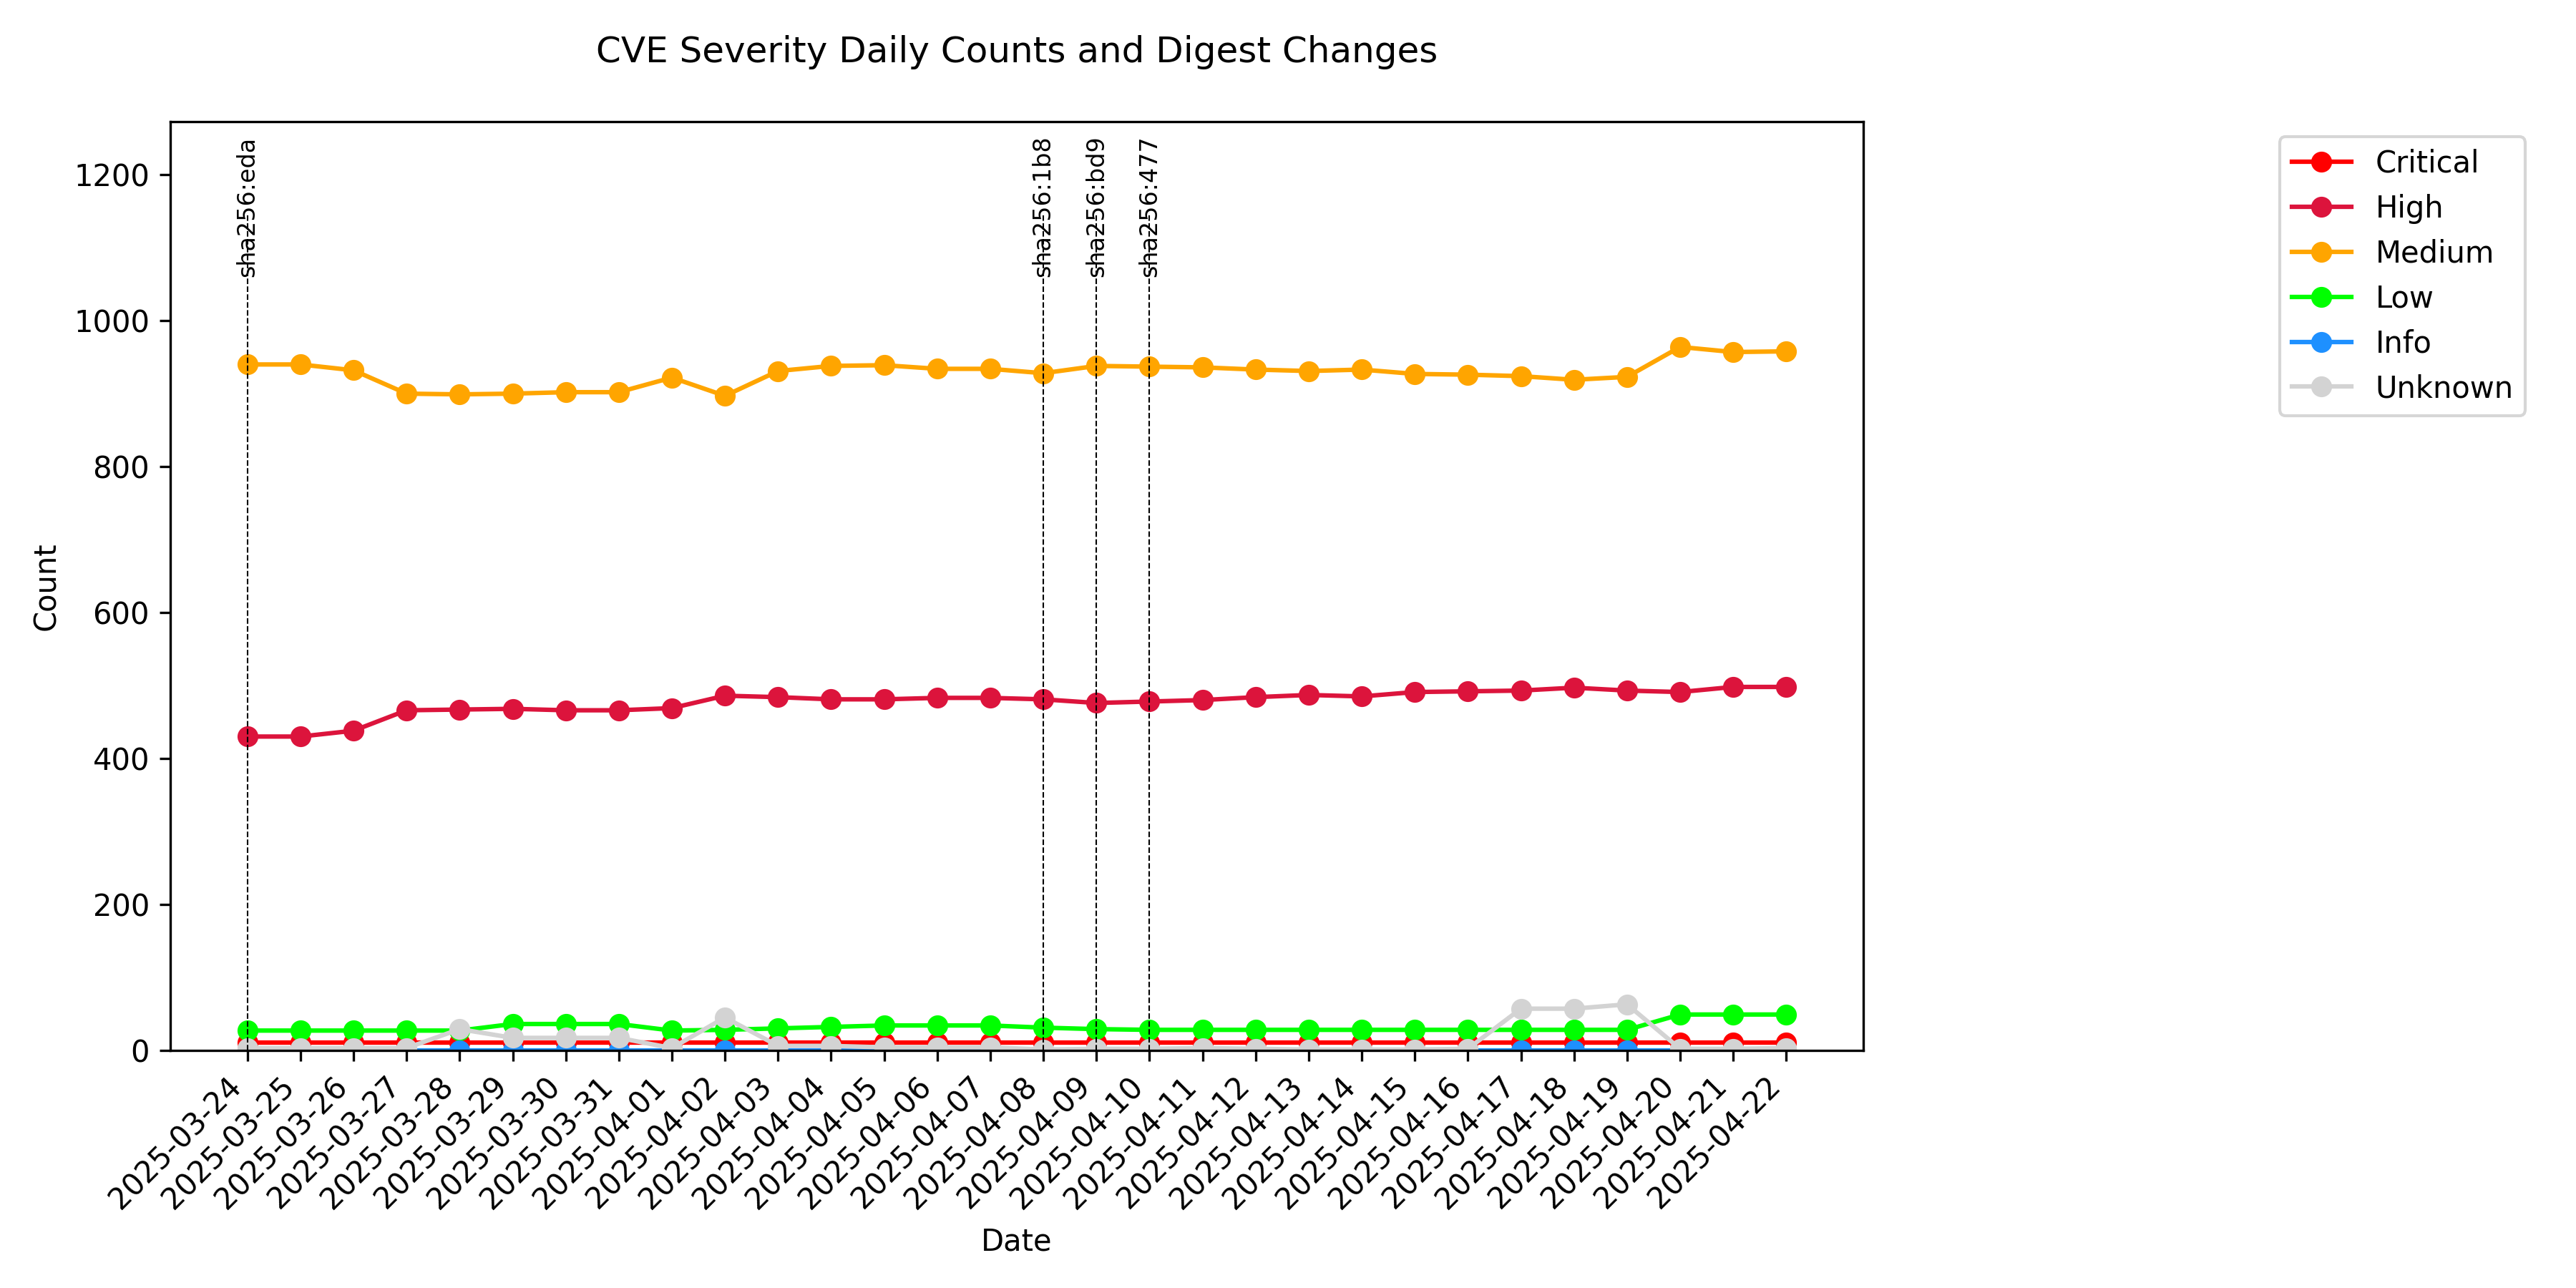 CVE Severity Daily Counts and Digest Changes
sha256:eda
sha256:1b8
sha256:bd9
sha256:477
1200
1000
800
600
400
200
0
Count
Critical
High
Medium
Low
Info
Unknown
2025-03-24
2025-03-25
2025-03-26
2025-03-27
2025-03-28
2025-03-29
2025-03-30
2025-03-31
2025-04-01
2025-04-02
2025-04-03
2025-04-04
2025-04-05
2025-04-06
2025-04-07
2025-04-08
2025-04-09
2025-04-10
2025-04-11
2025-04-12
2025-04-13
2025-04-14
2025-04-15
2025-04-16
2025-04-17
2025-04-18
2025-04-19
2025-04-20
2025-04-21
2025-04-22
Date